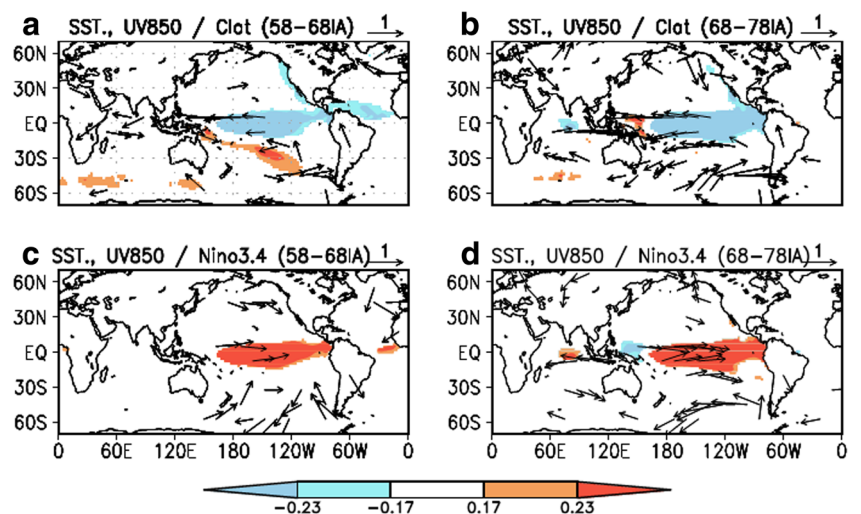 a SST., UV850 / Clat (58-68IA) 1
b SST., UV850 / Clat (68-78IA) 1
60N
30N
EQ
30S
60S
60N
30N
EQ
30S
60S
c SST., UV850 / Nino3.4 (58-68IA) 1
d SST., UV850 / Nino3.4 (68-78IA) 1
60N
30N
EQ
30S
60S
60N
30N
EQ
30S
60S
0 60E 120E 180 120W 60W 0
0 60E 120E 180 120W 60W 0
-0.23 -0.17 0.17 0.23